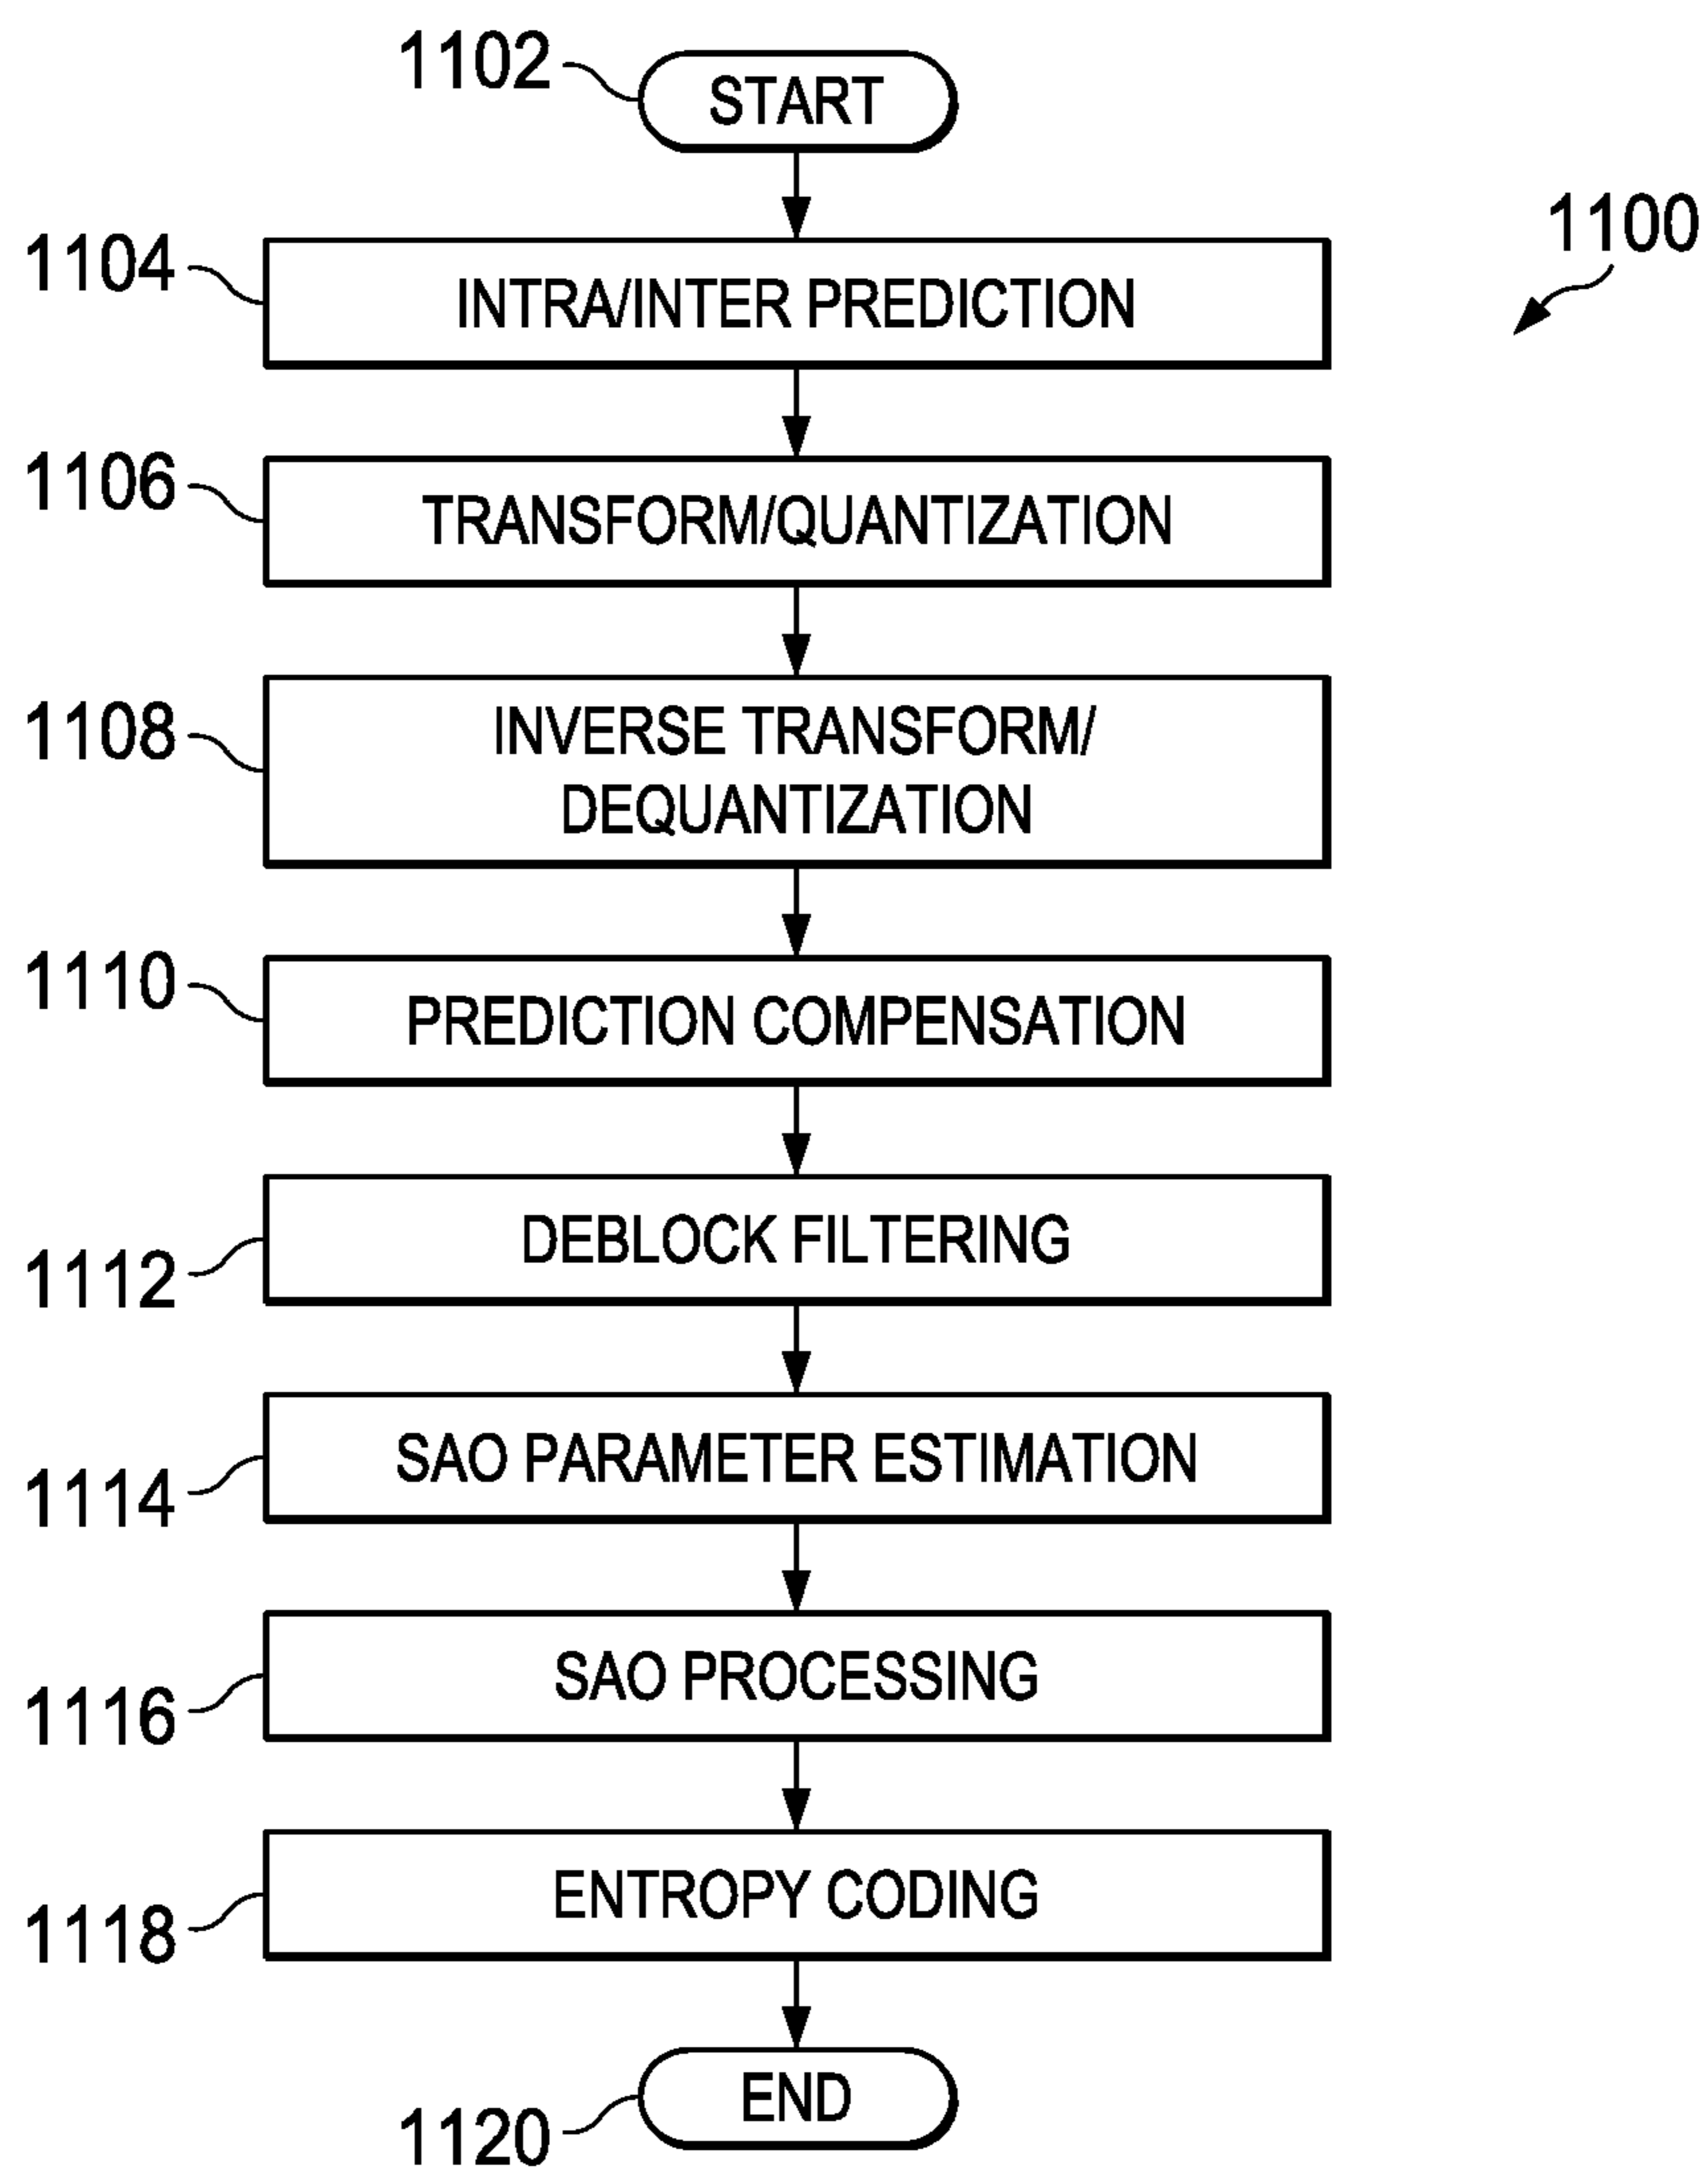 1102
START
1100
1104
INTRA/INTER PREDICTION
1106
TRANSFORM/QUANTIZATION
1108
INVERSE TRANSFORM/
DEQUANTIZATION
1110
PREDICTION COMPENSATION
1112
DEBLOCK FILTERING
1114
SAO PARAMETER ESTIMATION
1116
SAO PROCESSING
1118
ENTROPY CODING
1120
END